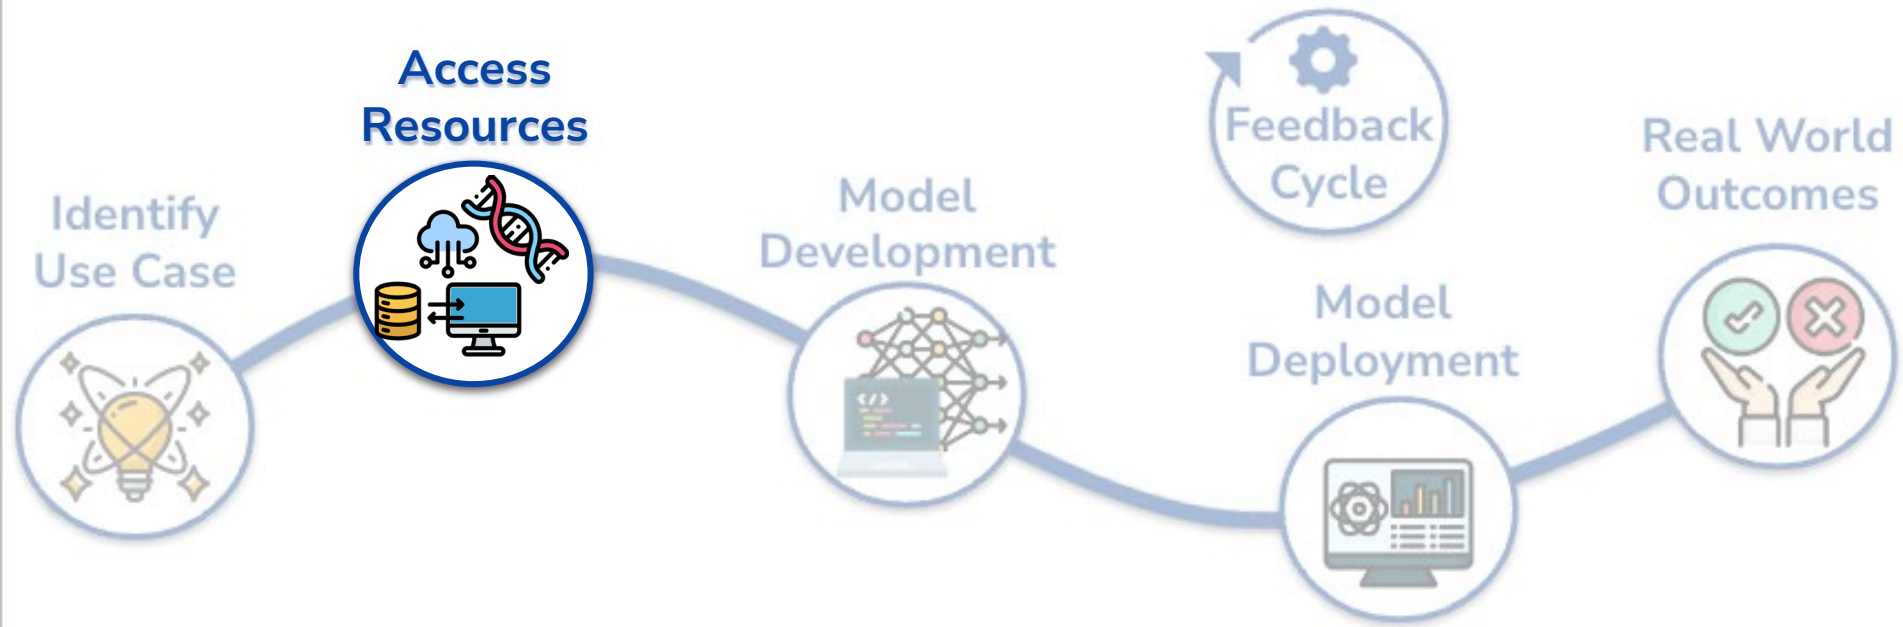 Identify
Use Case
Access
Resources
Model
Development
</>
Feedback
Cycle
Model
Deployment
Real World
Outcomes